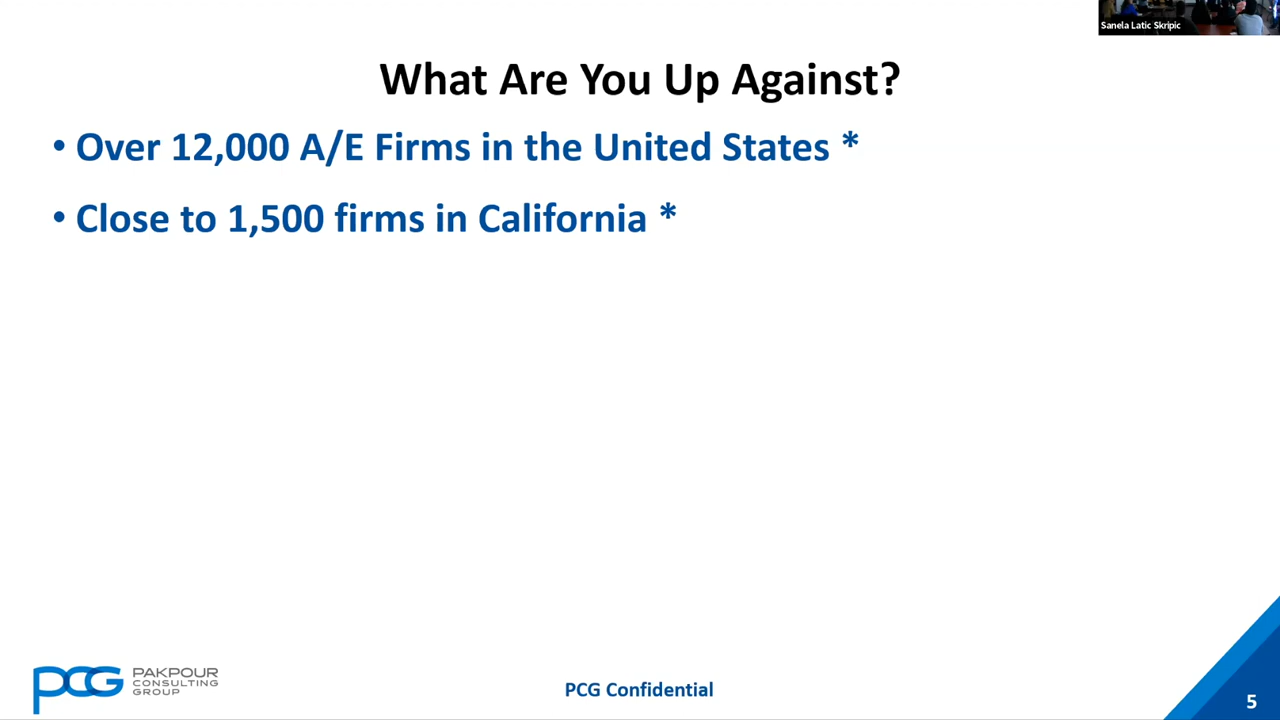 Sanela Latic Skripic
What Are You Up Against?
• Over 12,000 A/E Firms in the United States *
• Close to 1,500 firms in California *
PCG PAKPOUR
CONSULTING
GROUP
PCG Confidential
5